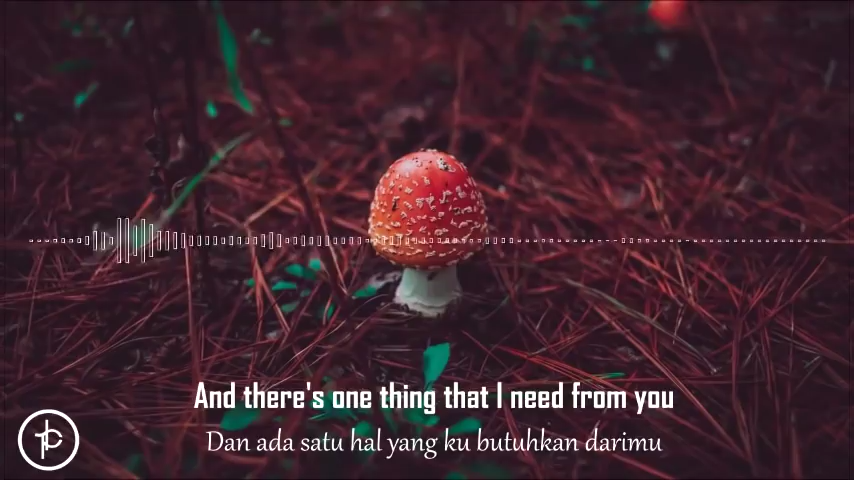 And there's one thing that I need from you
Dan ada satu hal yang ku butuhkan darimu